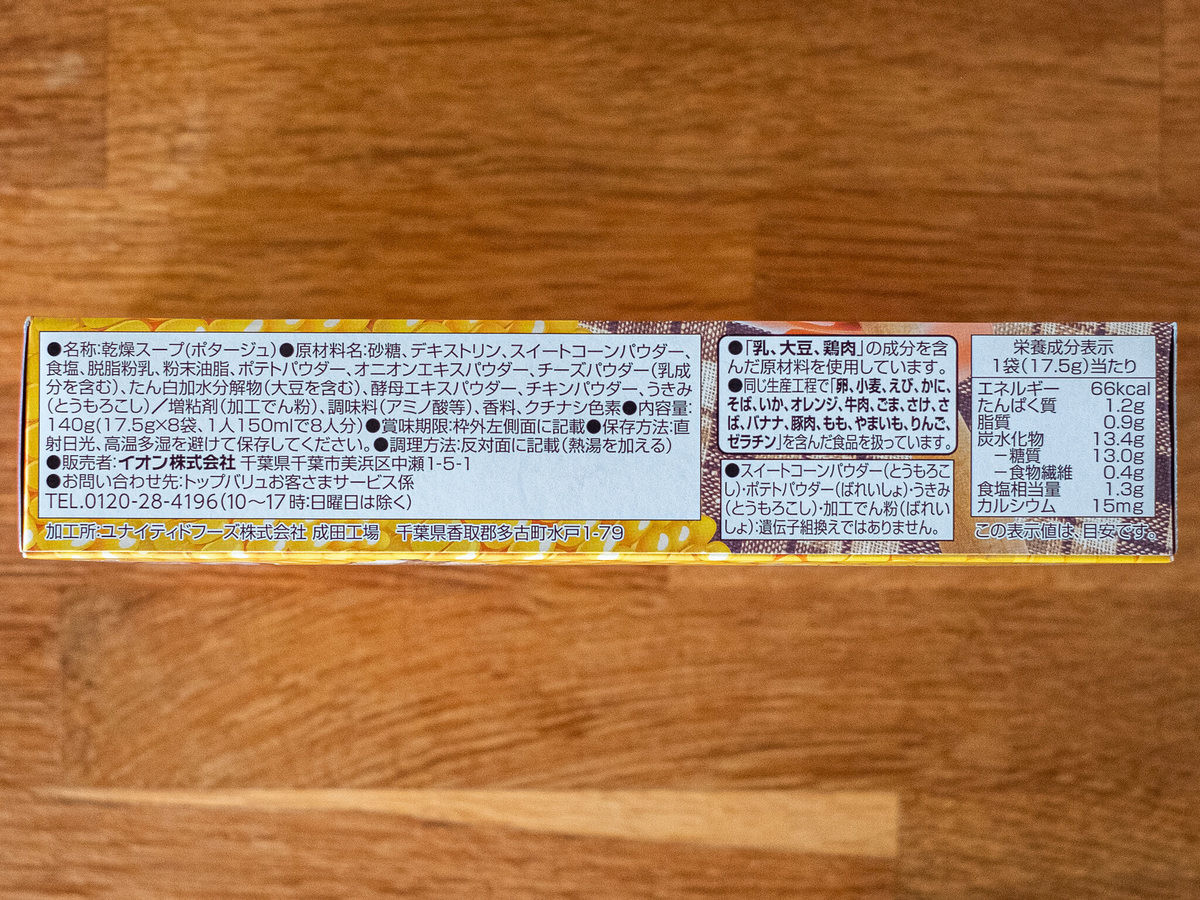 ●名称:乾燥スープ(ポタージュ)●原材料名:砂糖、デキストリン、スイートコーンパウダー、
食塩、脱脂粉乳、粉末油脂、ポテトパウダー、オニオンエキスパウダー、チーズパウダー(乳成
分を含む)、たん白加水分解物(大豆を含む)、酵母エキスパウダー、チキンパウダー、うきみ
(とうもろこし)／増粘剤(加工でん粉)、調味料(アミノ酸等)、香料、クチナシ色素●内容量:
140g(17.5g×8袋、1人150mlで8人分)●賞味期限:枠外左側面に記載●保存方法:直
射日光、高温多湿を避けて保存してください。●調理方法:反対面に記載(熱湯を加える)
●販売者:イオン株式会社 千葉県千葉市美浜区中瀬1-5-1
●お問い合わせ先:トップバリュお客さまサービス係
TEL.0120-28-4196(10〜17時:日曜日は除く)
加工所:ユナイテイドフーズ株式会社 成田工場 千葉県香取郡多古町水戸1-79
●「乳、大豆、鶏肉」の成分を含
んだ原材料を使用しています。
●同じ生産工程で「卵、小麦、えび、かに、
そば、いか、オレンジ、牛肉、ごま、さけ、さ
ば、バナナ、豚肉、もも、やまいも、りんご、
ゼラチン」を含んだ食品を扱っています。
●スイートコーンパウダー(とうもろこ
し)・ポテトパウダー(ばれいしょ)・うきみ
(とうもろこし)・加工でん粉(ばれい
しょ):遺伝子組換えではありません。
栄養成分表示
1袋(17.5g)当たり
エネルギー 66kcal
たんぱく質 1.2g
脂質 0.9g
炭水化物 13.4g
－糖質 13.0g
－食物繊維 0.4g
食塩相当量 1.3g
カルシウム 15mg
この表示値は、目安です。